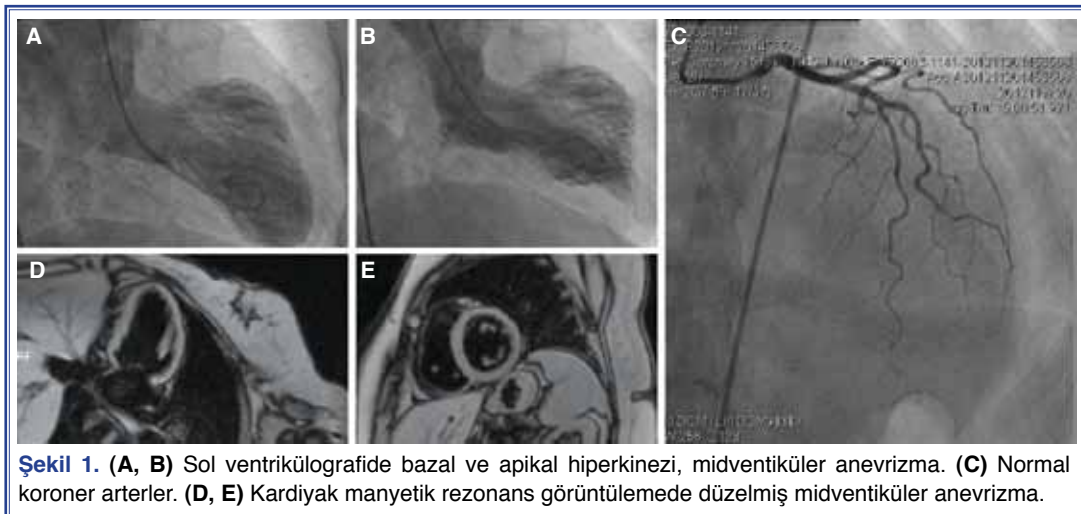 A
B
C
D
E
Şekil 1. (A, B) Sol ventrikülografide bazal ve apikal hiperkinezi, midventiküler anevrizma. (C) Normal
koroner arterler. (D, E) Kardiyak manyetik rezonans görüntülemede düzelmiş midventiküler anevrizma.